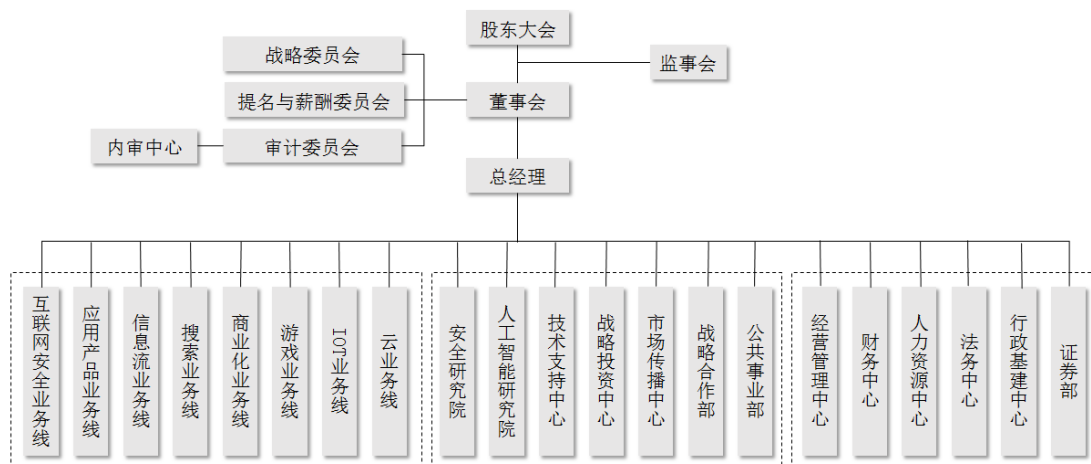 股东大会
战略委员会
监事会
提名与薪酬委员会
董事会
内审中心
审计委员会
总经理
互联网安全业务线
应用产品业务线
信息流业务线
搜索业务线
商业化业务线
游戏业务线
IOT业务线
云业务线
安全研究院
人工智能研究院
技术支持中心
战略投资中心
市场传播中心
战略合作部
公共事业部
经营管理中心
财务中心
人力资源中心
法务中心
行政基建中心
证券部